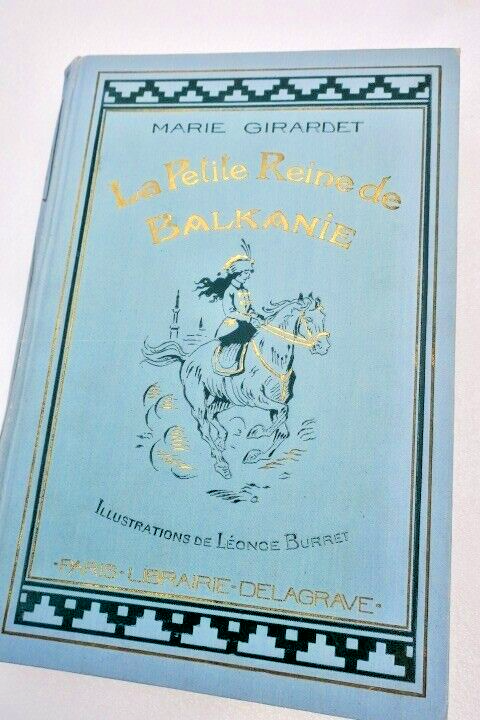 MARIE GIRARDET
La Petite Reine de
BALKANIE
ILLUSTRATIONS DE LÉONCE BURRET
·PARIS·LIBRAIRIE·DELAGRAVE·